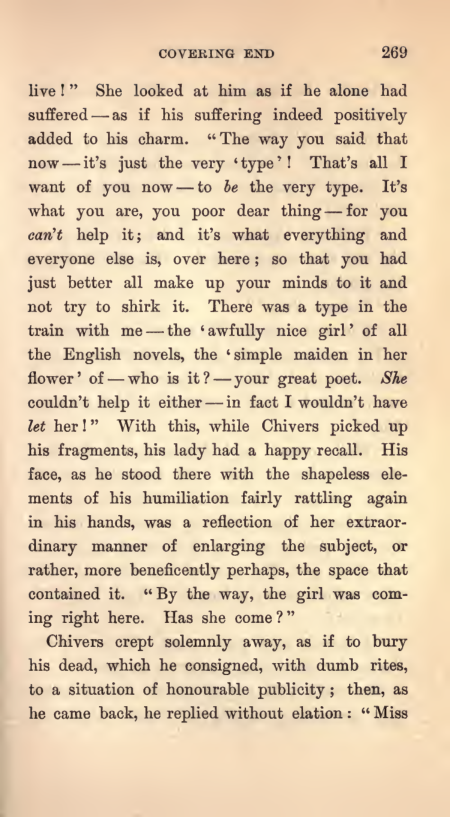 COVERING END 269
live!" She looked at him as if he alone had
suffered — as if his suffering indeed positively
added to his charm. "The way you said that
now — it's just the very 'type'! That's all I
want of you now — to be the very type. It's
what you are, you poor dear thing — for you
can't help it; and it's what everything and
everyone else is, over here; so that you had
just better all make up your minds to it and
not try to shirk it. There was a type in the
train with me — the 'awfully nice girl' of all
the English novels, the 'simple maiden in her
flower' of — who is it? — your great poet. She
couldn't help it either — in fact I wouldn't have
let her!" With this, while Chivers picked up
his fragments, his lady had a happy recall. His
face, as he stood there with the shapeless ele-
ments of his humiliation fairly rattling again
in his hands, was a reflection of her extraor-
dinary manner of enlarging the subject, or
rather, more beneficently perhaps, the space that
contained it. "By the way, the girl was com-
ing right here. Has she come?"
Chivers crept solemnly away, as if to bury
his dead, which he consigned, with dumb rites,
to a situation of honourable publicity; then, as
he came back, he replied without elation: "Miss